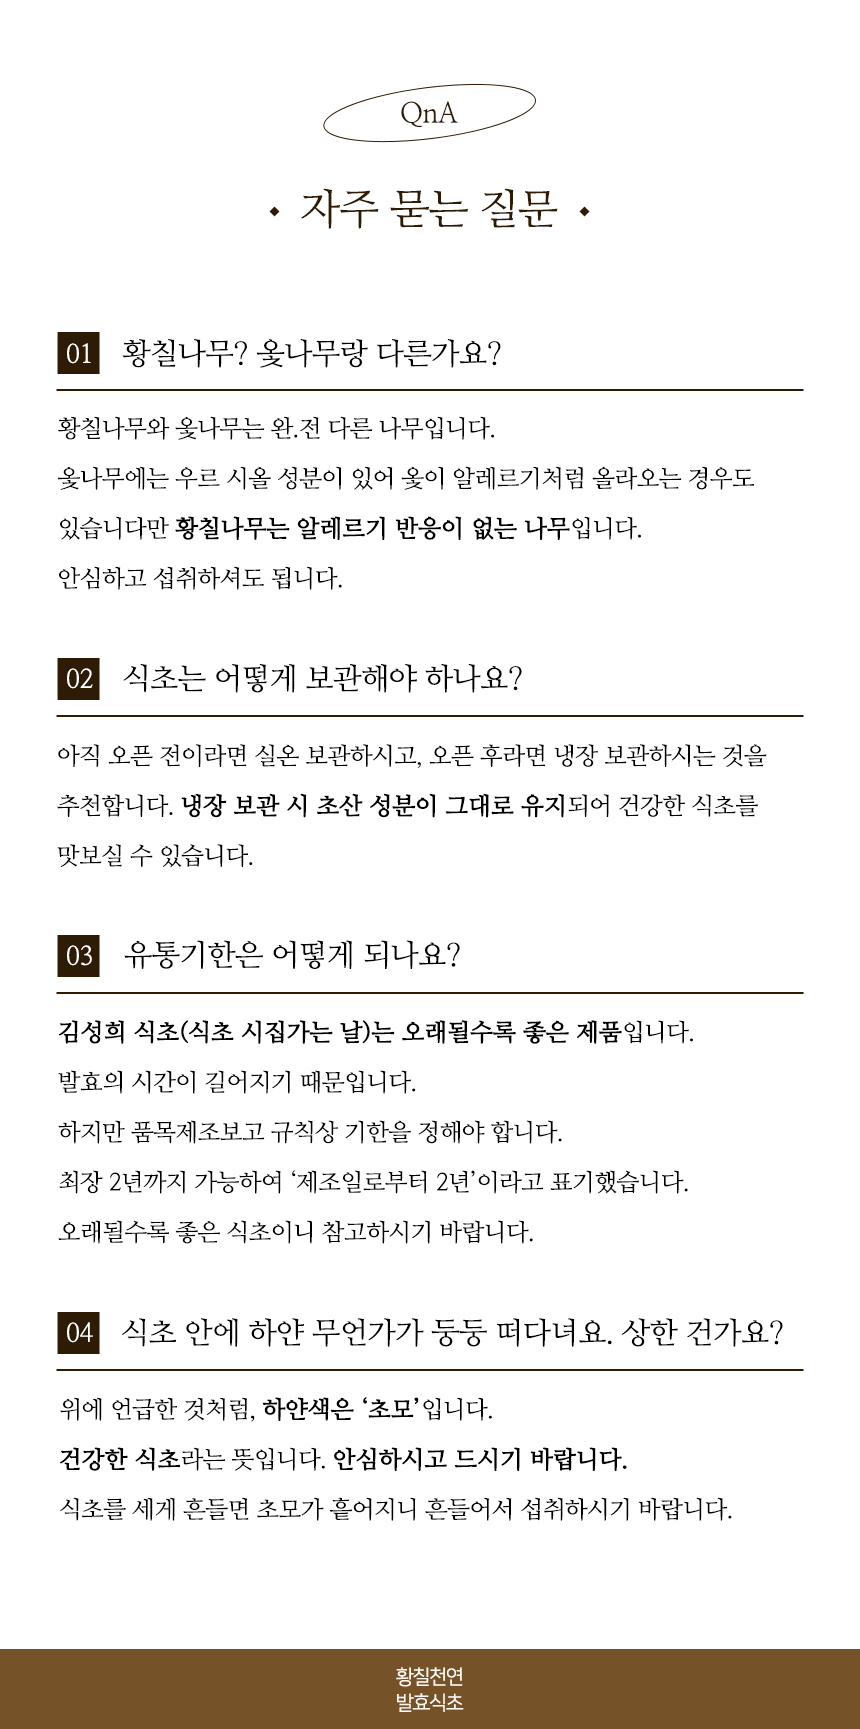 QnA
자주 묻는 질문
01 황칠나무? 옻나무랑 다른가요?
황칠나무와 옻나무는 완.전 다른 나무입니다.
옻나무에는 우르 시올 성분이 있어 옻이 알레르기처럼 올라오는 경우도
있습니다만 황칠나무는 알레르기 반응이 없는 나무입니다.
안심하고 섭취하셔도 됩니다.
02 식초는 어떻게 보관해야 하나요?
아직 오픈 전이라면 실온 보관하시고, 오픈 후라면 냉장 보관하시는 것을
추천합니다. 냉장 보관 시 초산 성분이 그대로 유지되어 건강한 식초를
맛보실 수 있습니다.
03 유통기한은 어떻게 되나요?
김성희 식초(식초 시집가는 날)는 오래될수록 좋은 제품입니다.
발효의 시간이 길어지기 때문입니다.
하지만 품목제조보고 규칙상 기한을 정해야 합니다.
최장 2년까지 가능하여 ‘제조일로부터 2년’이라고 표기했습니다.
오래될수록 좋은 식초이니 참고하시기 바랍니다.
04 식초 안에 하얀 무언가가 둥둥 떠다녀요. 상한 건가요?
위에 언급한 것처럼, 하얀색은 ‘초모’입니다.
건강한 식초라는 뜻입니다. 안심하시고 드시기 바랍니다.
식초를 세게 흔들면 초모가 흩어지니 흔들어서 섭취하시기 바랍니다.
황칠천연
발효식초